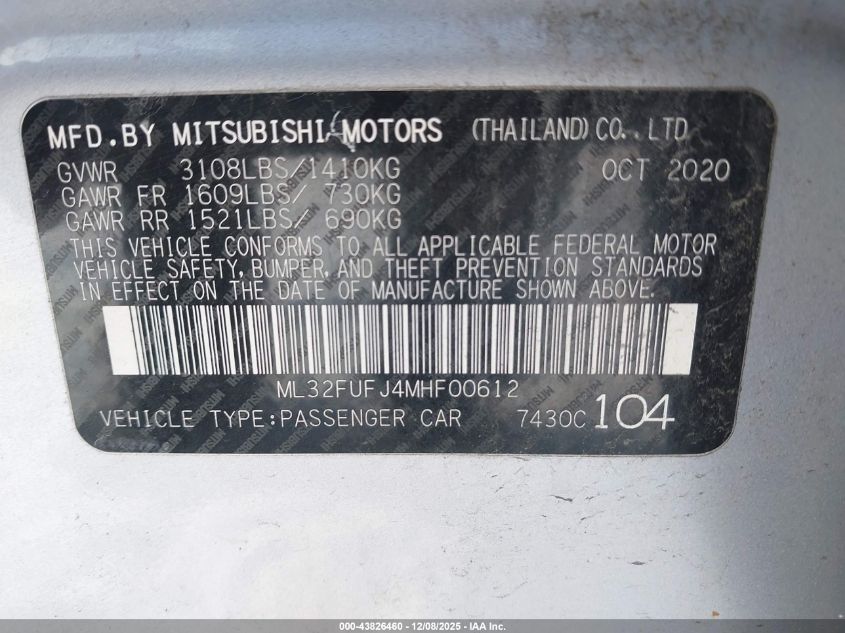 MFD.BY MITSUBISHI MOTORS (THAILAND)CO.,LTD
GVWR 3108LBS/1410KG OCT 2020
GAWR FR 1609LBS/ 730KG
GAWR RR 1521LBS/ 690KG
THIS VEHICLE CONFORMS TO ALL APPLICABLE FEDERAL MOTOR
VEHICLE SAFETY, BUMPER, AND THEFT PREVENTION STANDARDS
IN EFFECT ON THE DATE OF MANUFACTURE SHOWN ABOVE.
ML32FUFJ4MHF00612
VEHICLE TYPE:PASSENGER CAR 7430C 104
000-43826460 - 12/08/2025 - IAA Inc.